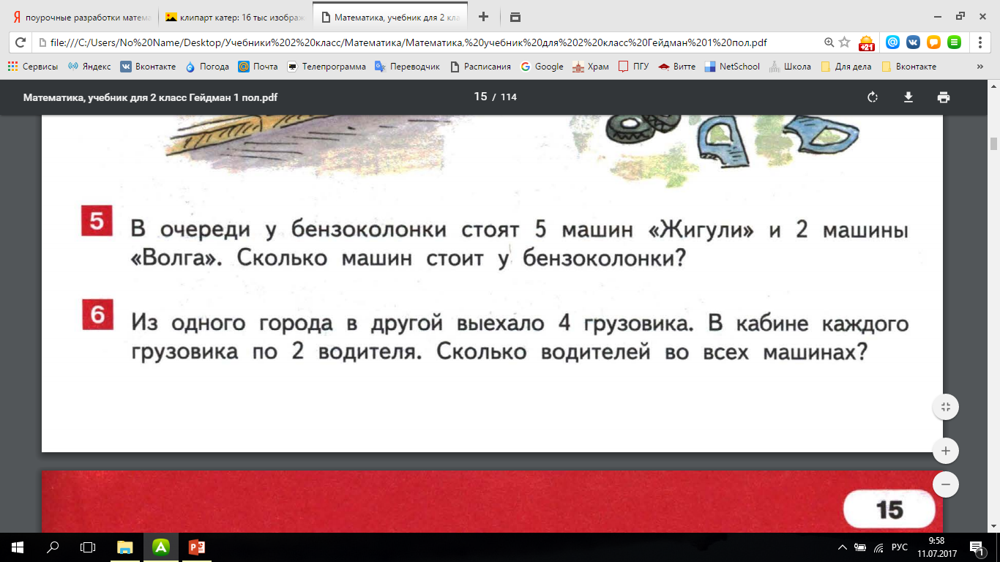 поурочные разработки матема
клипарт катер: 16 тыс изображ
Математика, учебник для 2 кла
file:///C:/Users/No%20Name/Desktop/Учебники%202%20класс/Математика/Математика,%20учебник%20для%202%20класс%20Гейдман%201%20пол.pdf
+21
Сервисы Яндекс Вконтакте Погода Почта Телепрограмма Переводчик Расписания Google Храм ПГУ Витте NetSchool Школа Для дела Вконтакте »
Математика, учебник для 2 класс Гейдман 1 пол.pdf 15 / 114
5 В очереди у бензоколонки стоят 5 машин «Жигули» и 2 машины
«Волга». Сколько машин стоит у бензоколонки?
6 Из одного города в другой выехало 4 грузовика. В кабине каждого
грузовика по 2 водителя. Сколько водителей во всех машинах?
15
РУС 9:58
11.07.2017 1